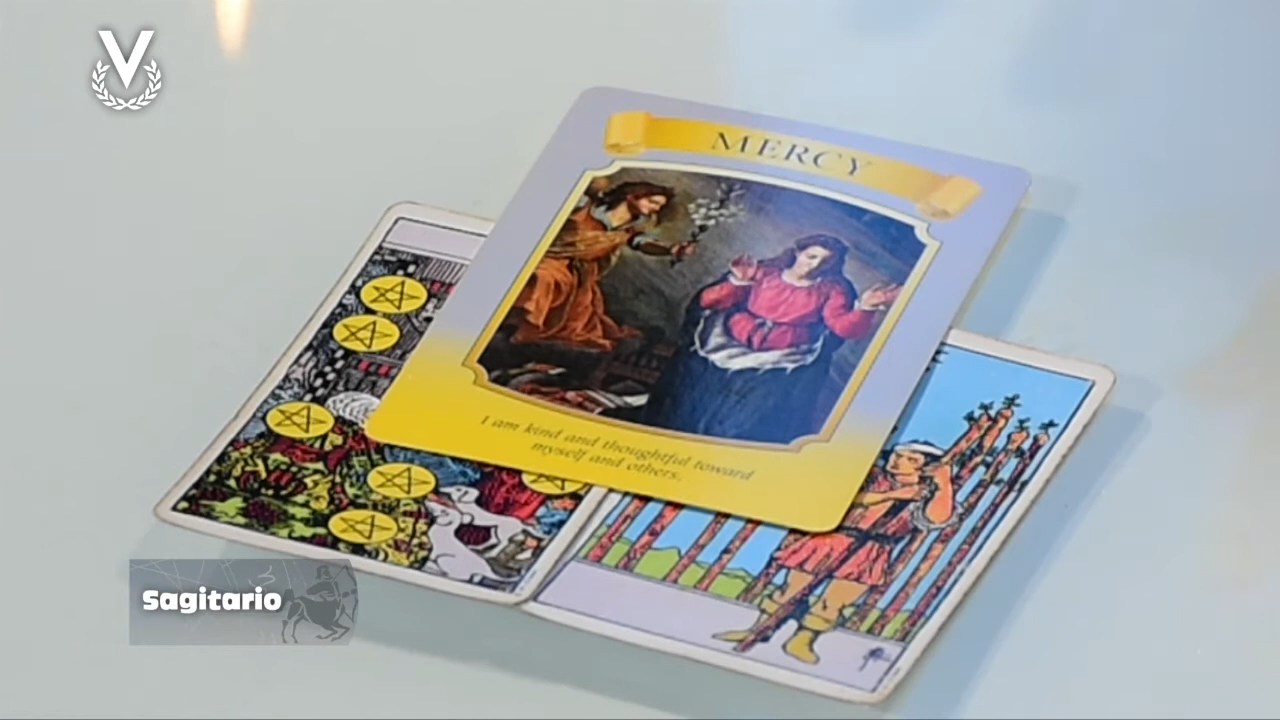 V
MERCY
I am kind and thoughtful toward
myself and others.
Sagitario